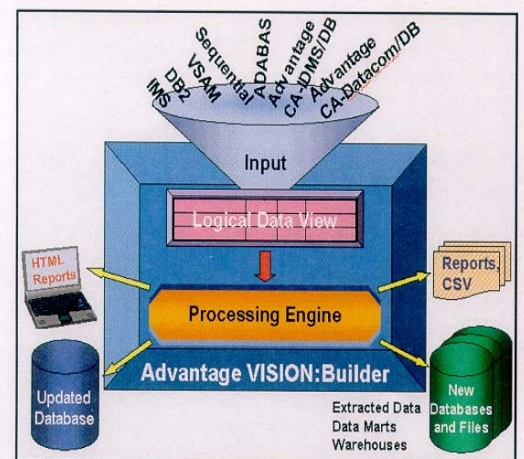 IMS
DB2
VSAM
Sequential
ADABAS
Advantage
CA-IDMS/DB
Advantage
CA-Datacom/DB
Input
Logical Data View
HTML
Reports
Reports,
CSV
Processing Engine
Advantage VISION:Builder
Updated
Database
Extracted Data
Data Marts
Warehouses
New
Databases
and Files